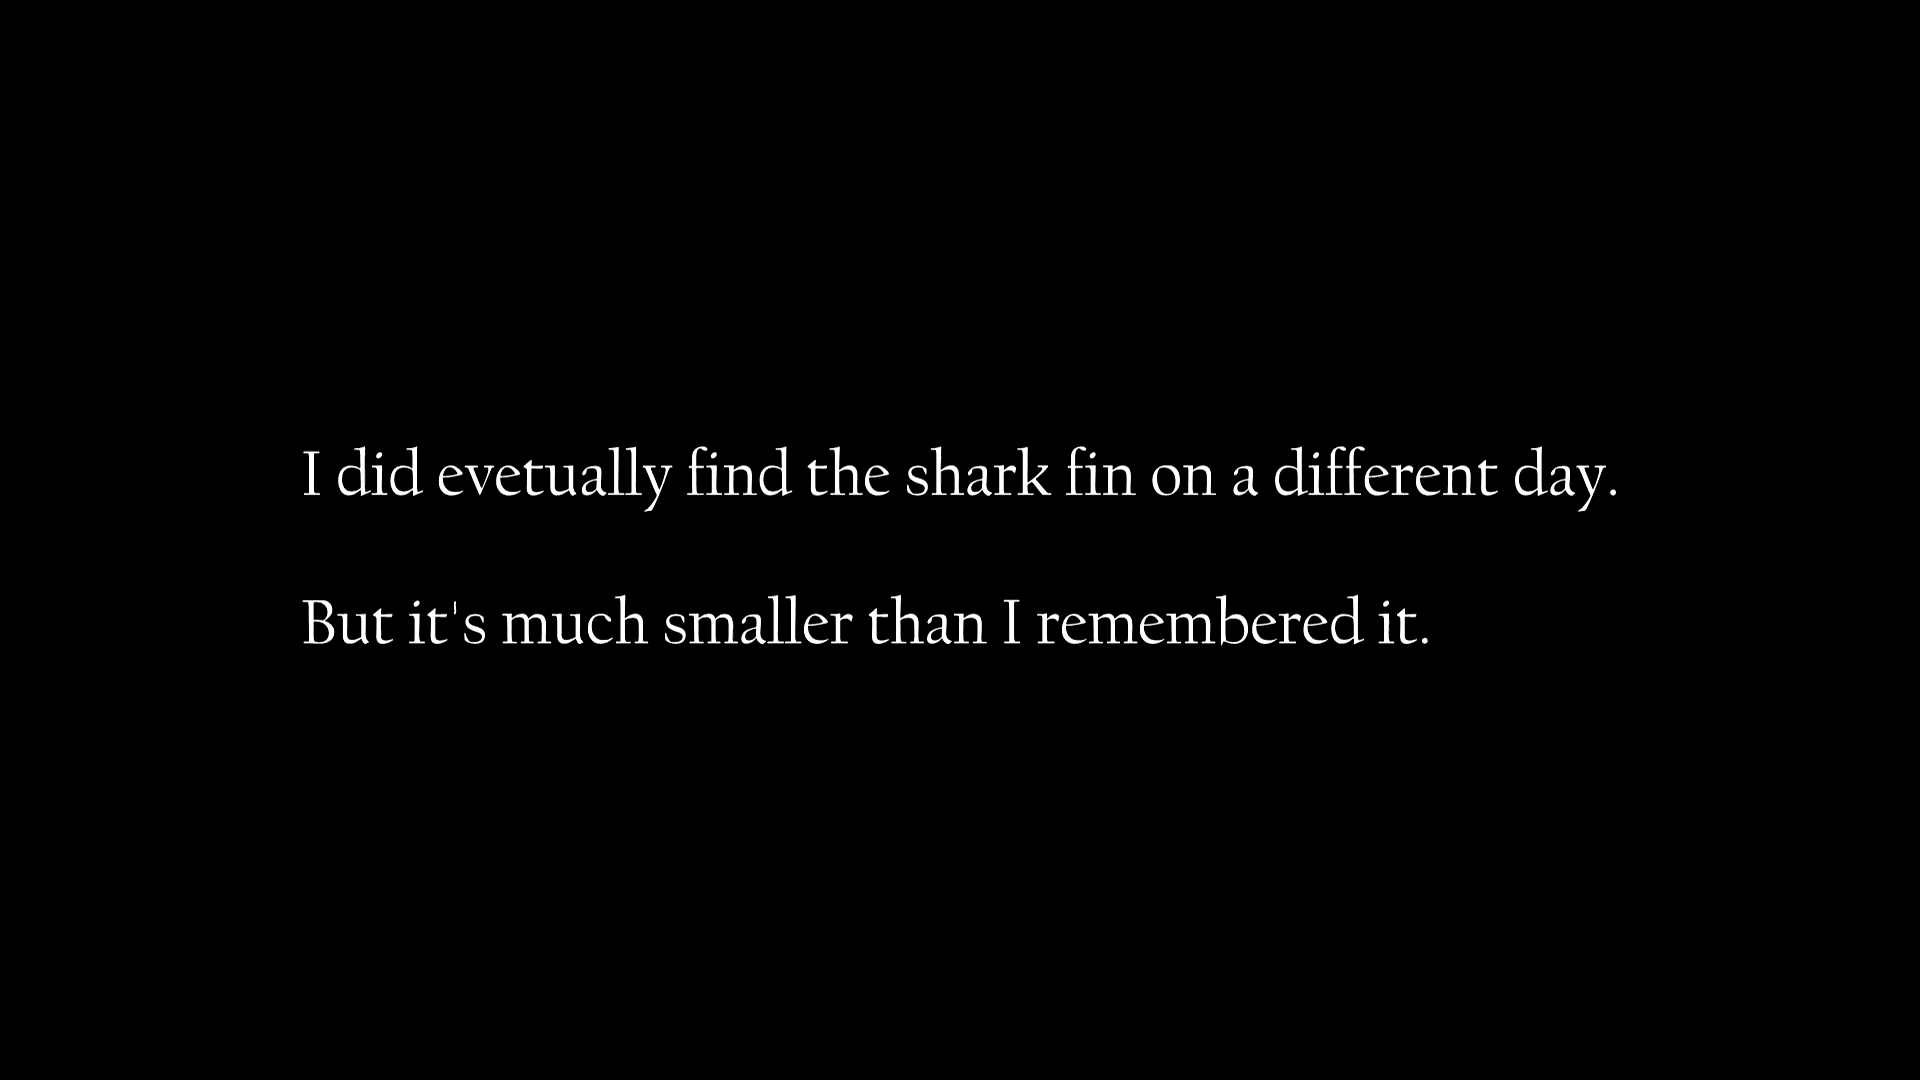 I did evetually find the shark fin on a different day.
But it's much smaller than I remembered it.